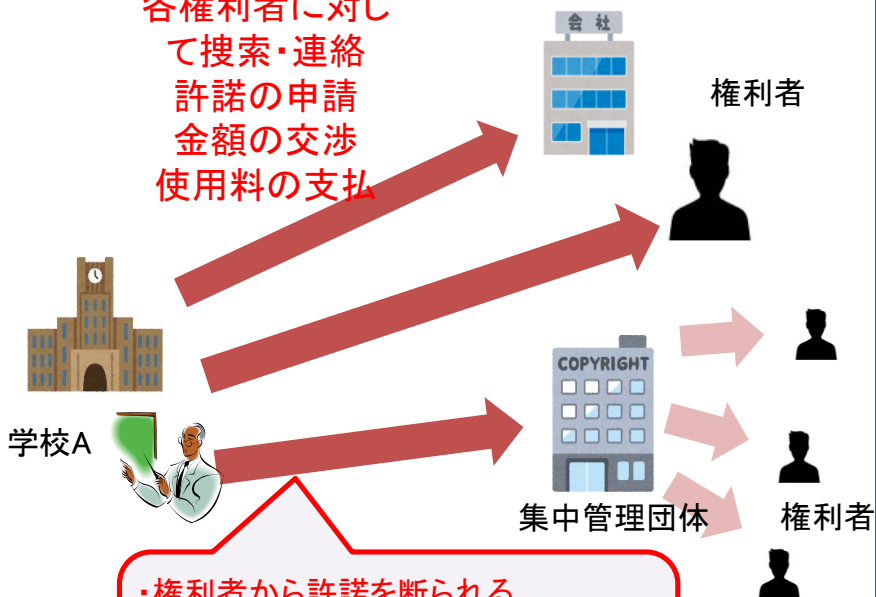 各権利者に対し
て捜索・連絡
許諾の申請
金額の交渉
使用料の支払
会社
権利者
COPYRIGHT
学校A
集中管理団体
権利者
・権利者から許諾を断られる